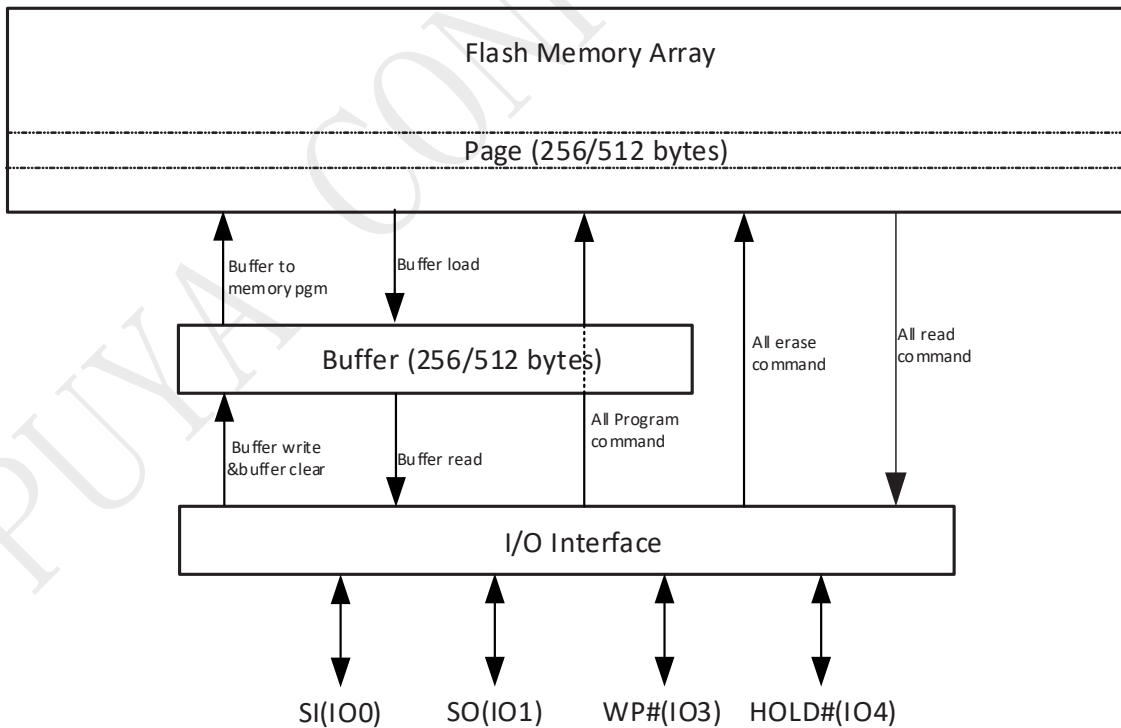 Flash Memory Array
Page (256/512 bytes)
Buffer to
memory pgm
Buffer load
All erase
command
All read
command
Buffer (256/512 bytes)
All Program
command
Buffer write
&buffer clear
Buffer read
I/O Interface
SI(IO0) SO(IO1) WP#(IO3) HOLD#(IO4)
PUYA CON